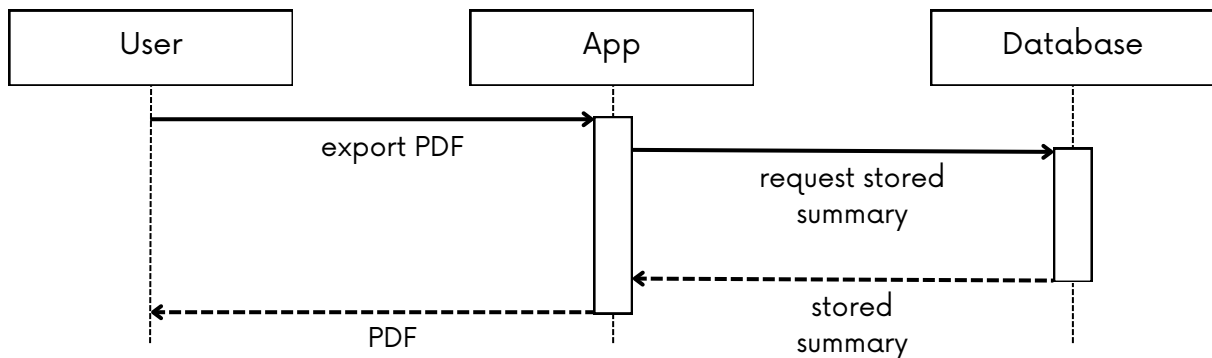 User
App
Database
export PDF
request stored
summary
stored
summary
PDF